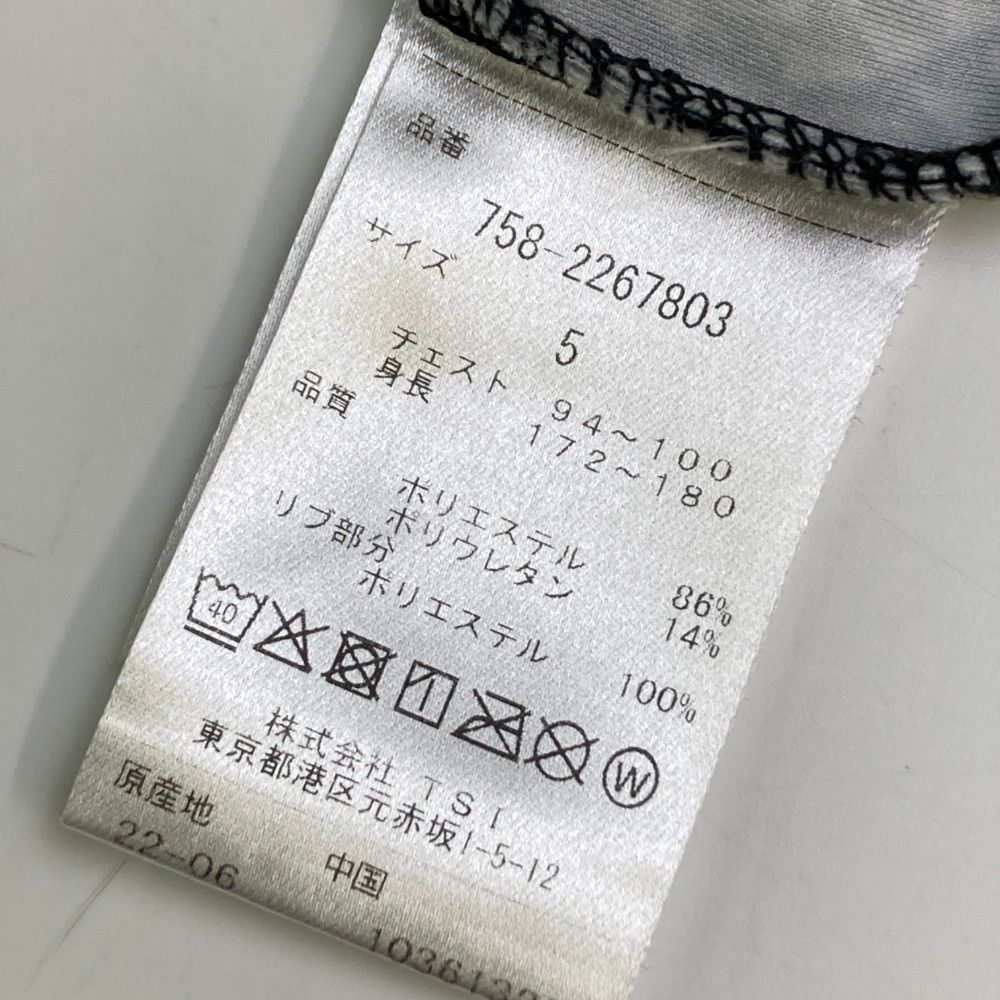 品番
758-2267803
サイズ
5
チェスト 94～100
身長 172～180
品質
ポリエステル 86%
ポリウレタン 14%
リブ部分
ポリエステル 100%
40
W
株式会社 TSI
東京都港区元赤坂1-5-12
原産地 中国
22-06